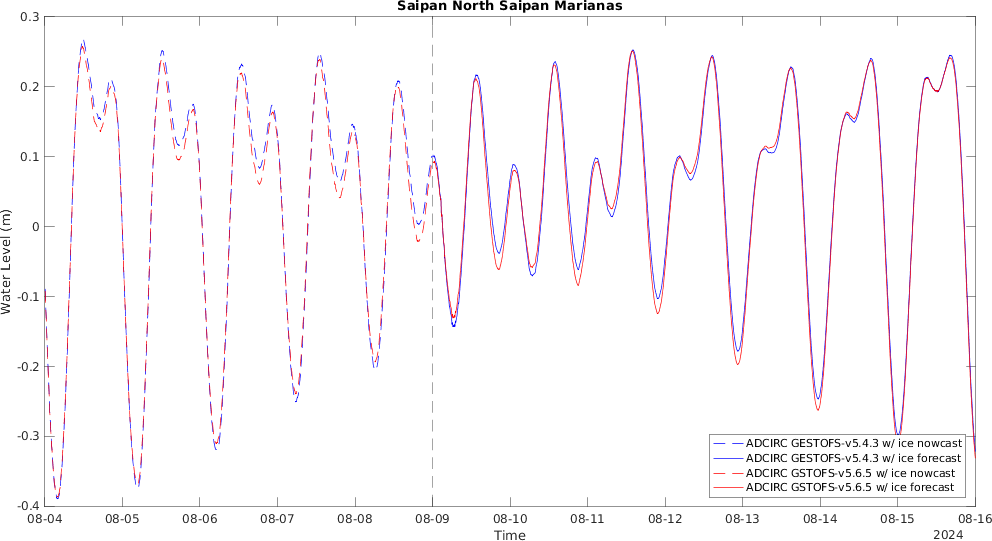 Saipan North Saipan Marianas
0.3
0.2
0.1
0
-0.1
-0.2
-0.3
-0.4
Water Level (m)
ADCIRC GESTOFS-v5.4.3 w/ ice nowcast
ADCIRC GESTOFS-v5.4.3 w/ ice forecast
ADCIRC GSTOFS-v5.6.5 w/ ice nowcast
ADCIRC GSTOFS-v5.6.5 w/ ice forecast
08-04 08-05 08-06 08-07 08-08 08-09 08-10 08-11 08-12 08-13 08-14 08-15 08-16
Time
2024